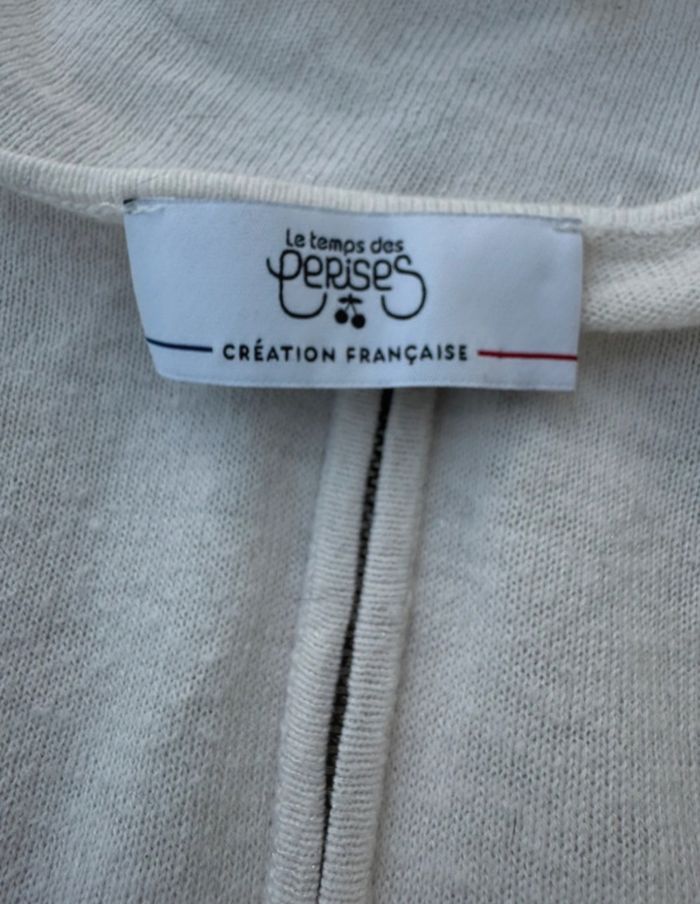 Le temps des
CERISES
CRÉATION FRANÇAISE